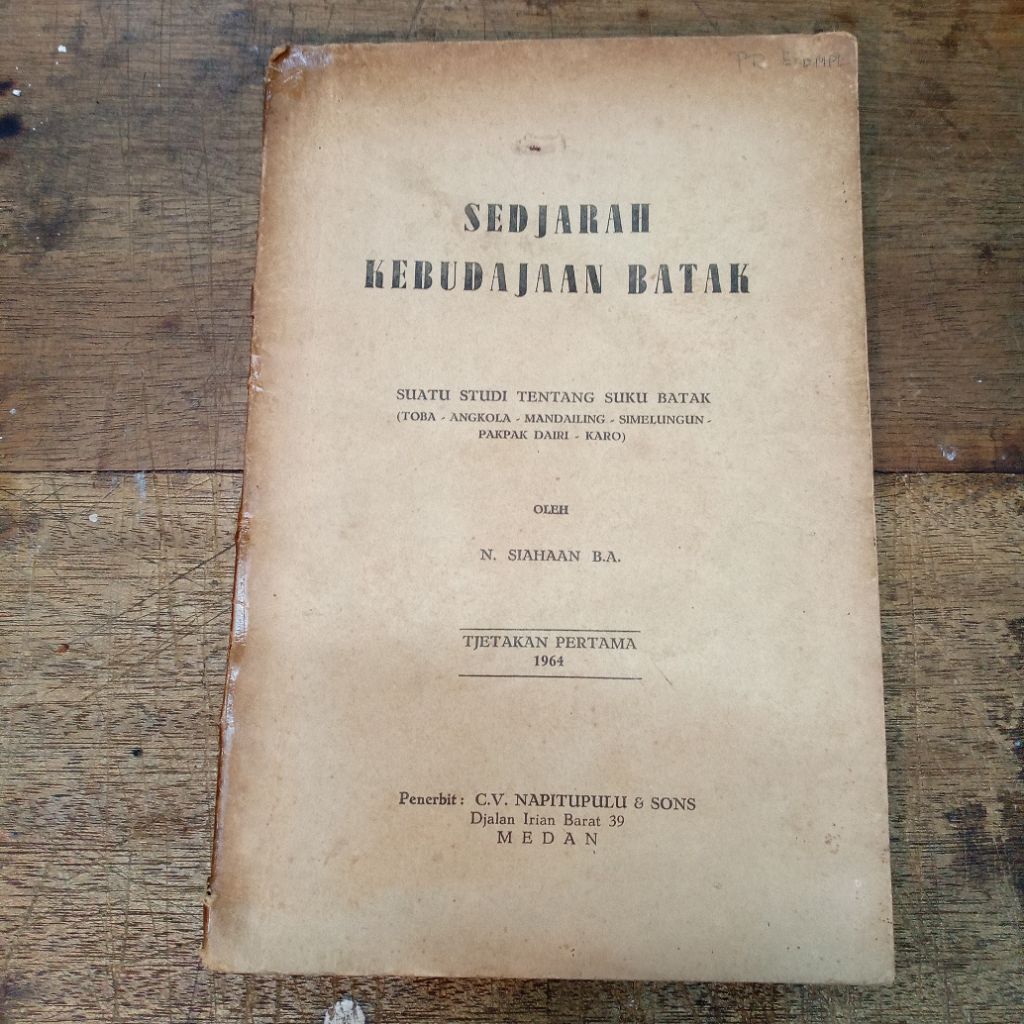 SEDJARAH
KEBUDAJAAN BATAK
SUATU STUDI TENTANG SUKU BATAK
(TOBA - ANGKOLA - MANDAILING - SIMELUNGUN -
PAKPAK DAIRI - KARO)
OLEH
N. SIAHAAN B.A.
TJETAKAN PERTAMA
1964
Penerbit : C.V. NAPITUPULU & SONS
Djalan Irian Barat 39
MEDAN